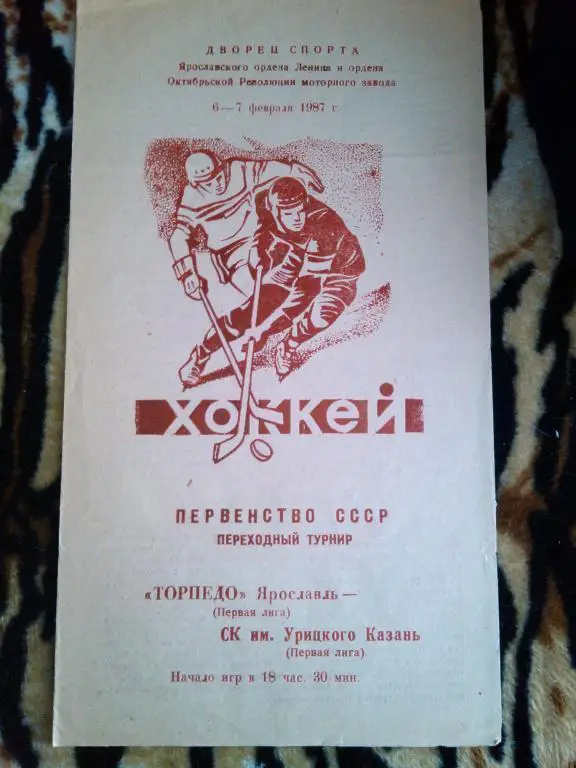 ДВОРЕЦ СПОРТА
Ярославского ордена Ленина и ордена
Октябрьской Революции моторного завода
6—7 февраля 1987 г.
ХОККЕЙ
ПЕРВЕНСТВО СССР
ПЕРЕХОДНЫЙ ТУРНИР
«ТОРПЕДО» Ярославль—
(Первая лига)
СК им. Урицкого Казань
(Первая лига)
Начало игр в 18 час. 30 мин.